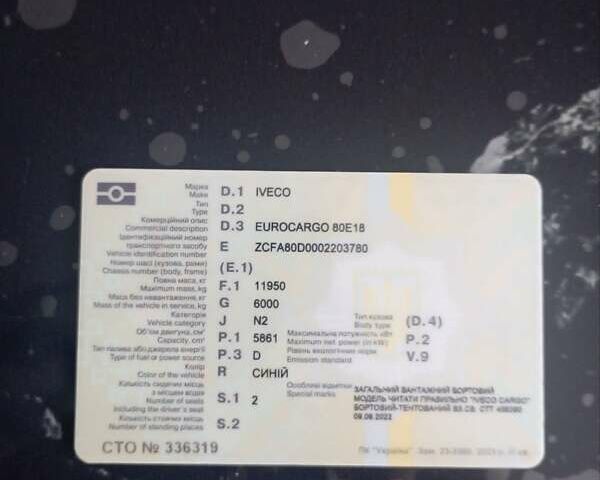 Марка
Make D.1 IVECO
Тип
Type D.2
Комерційний опис
Commercial description D.3 EUROCARGO 80E18
Ідентифікаційний номер
транспортного засобу E ZCFA80D0002203780
Vehicle identification number
Номер шасі (кузова, рами) (E.1)
Chassis number (body, frame)
Повна маса, кг F.1 11950
Maximum mass, kg
Маса без навантаження, кг G 6000
Mass of the vehicle in service, kg
Категорія J N2 Тип кузова (D.4)
Vehicle category Body type
Об'єм двигуна, см³ P.1 5861 Максимальна потужність кВт P.2
Capacity, cm³ Maximum net power (in kW)
Тип палива або джерела енергії P.3 D Рівень екологічних норм V.9
Type of fuel or power source Emission standard
Колір R СИНІЙ
Color of the vehicle
Кількість сидячих місць Особливі відмітки ЗАГАЛЬНИЙ ВАНТАЖНИЙ БОРТОВИЙ
з місцем водія S.1 2 Special marks МОДЕЛЬ ЧИТАТИ ПРАВИЛЬНО "IVECO CARGO"
Number of seats БОРТОВИЙ-ТЕНТОВАНИЙ ВЗ.СВ. СТТ
Including the driver's seat 09.08.2022
Кількість стоячих місць S.2
Number of standing places
СТО № 336319 ПК "Україна". Зам.